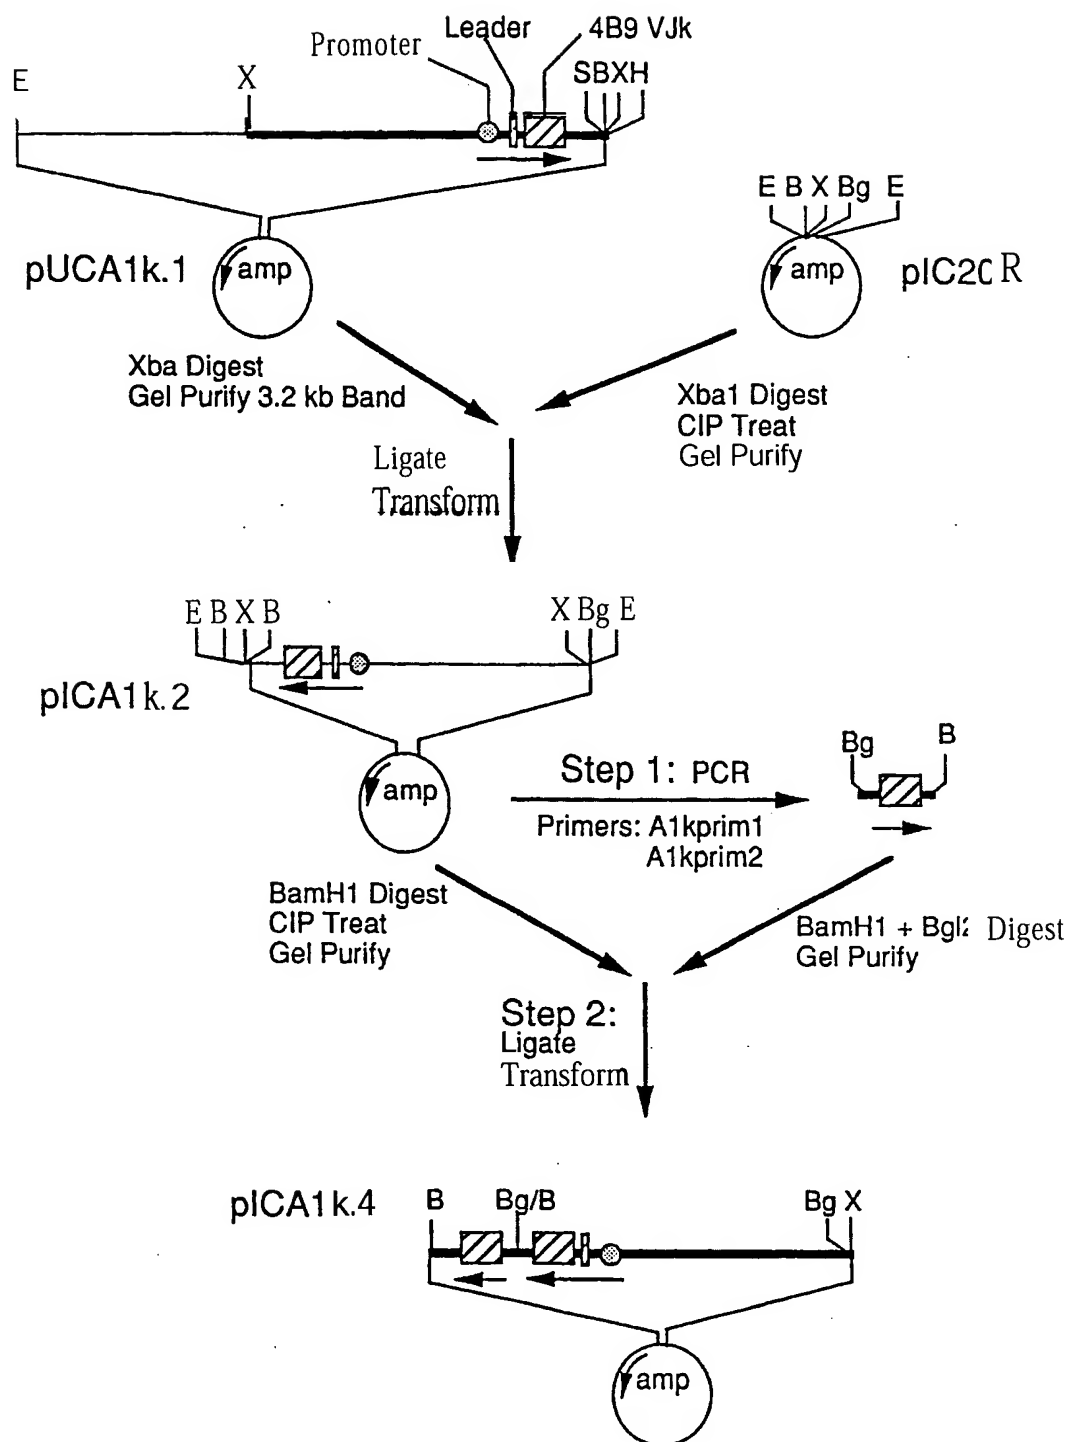 Promoter
Leader
4B9 VJk
E
X
SBXH
E B X Bg E
amp
pUCA1k.1
amp
pIC20 R
Xba Digest
Gel Purify 3.2 kb Band
Xba1 Digest
CIP Treat
Gel Purify
Ligate
Transform
E B X B
X Bg E
pICA1k.2
amp
Step 1: PCR
Primers: A1kprim1
A1kprim2
Bg
B
BamH1 Digest
CIP Treat
Gel Purify
BamH1 + Bgl2 Digest
Gel Purify
Step 2:
Ligate
Transform
pICA1k.4
B
Bg/B
Bg X
amp